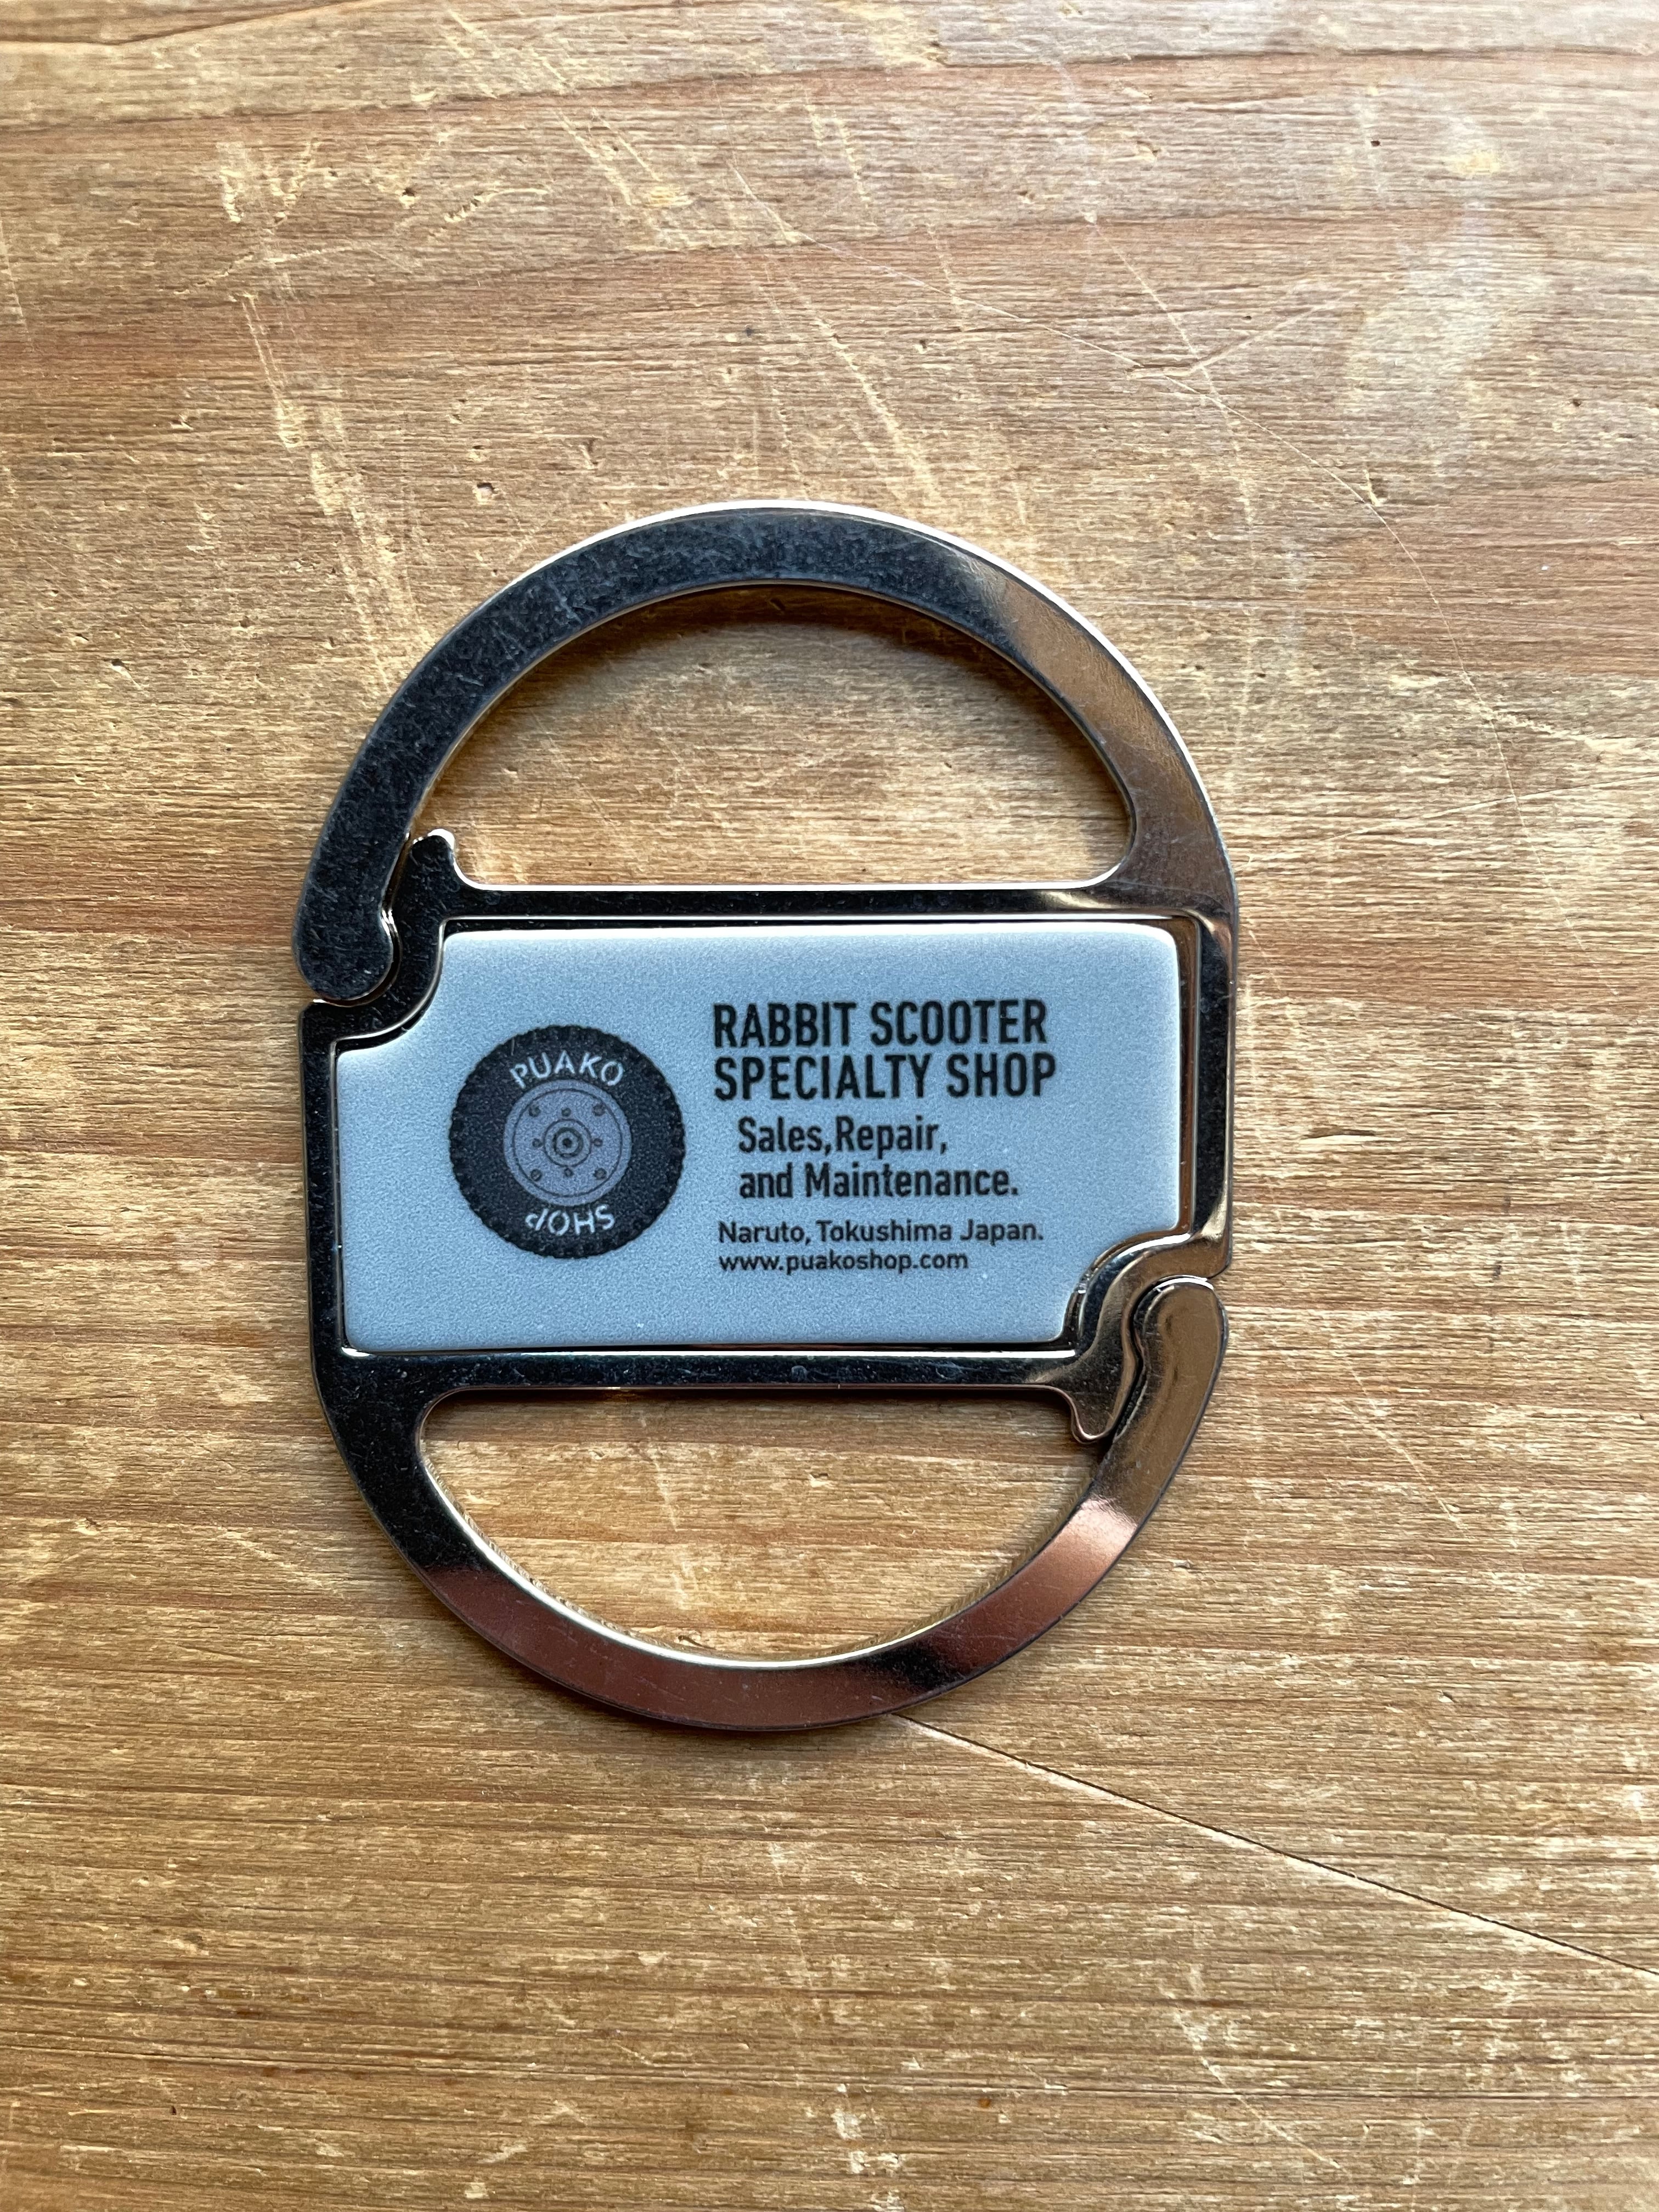 PUAKO
SHOP
RABBIT SCOOTER
SPECIALTY SHOP
Sales,Repair,
and Maintenance.
Naruto, Tokushima Japan.
www.puakoshop.com